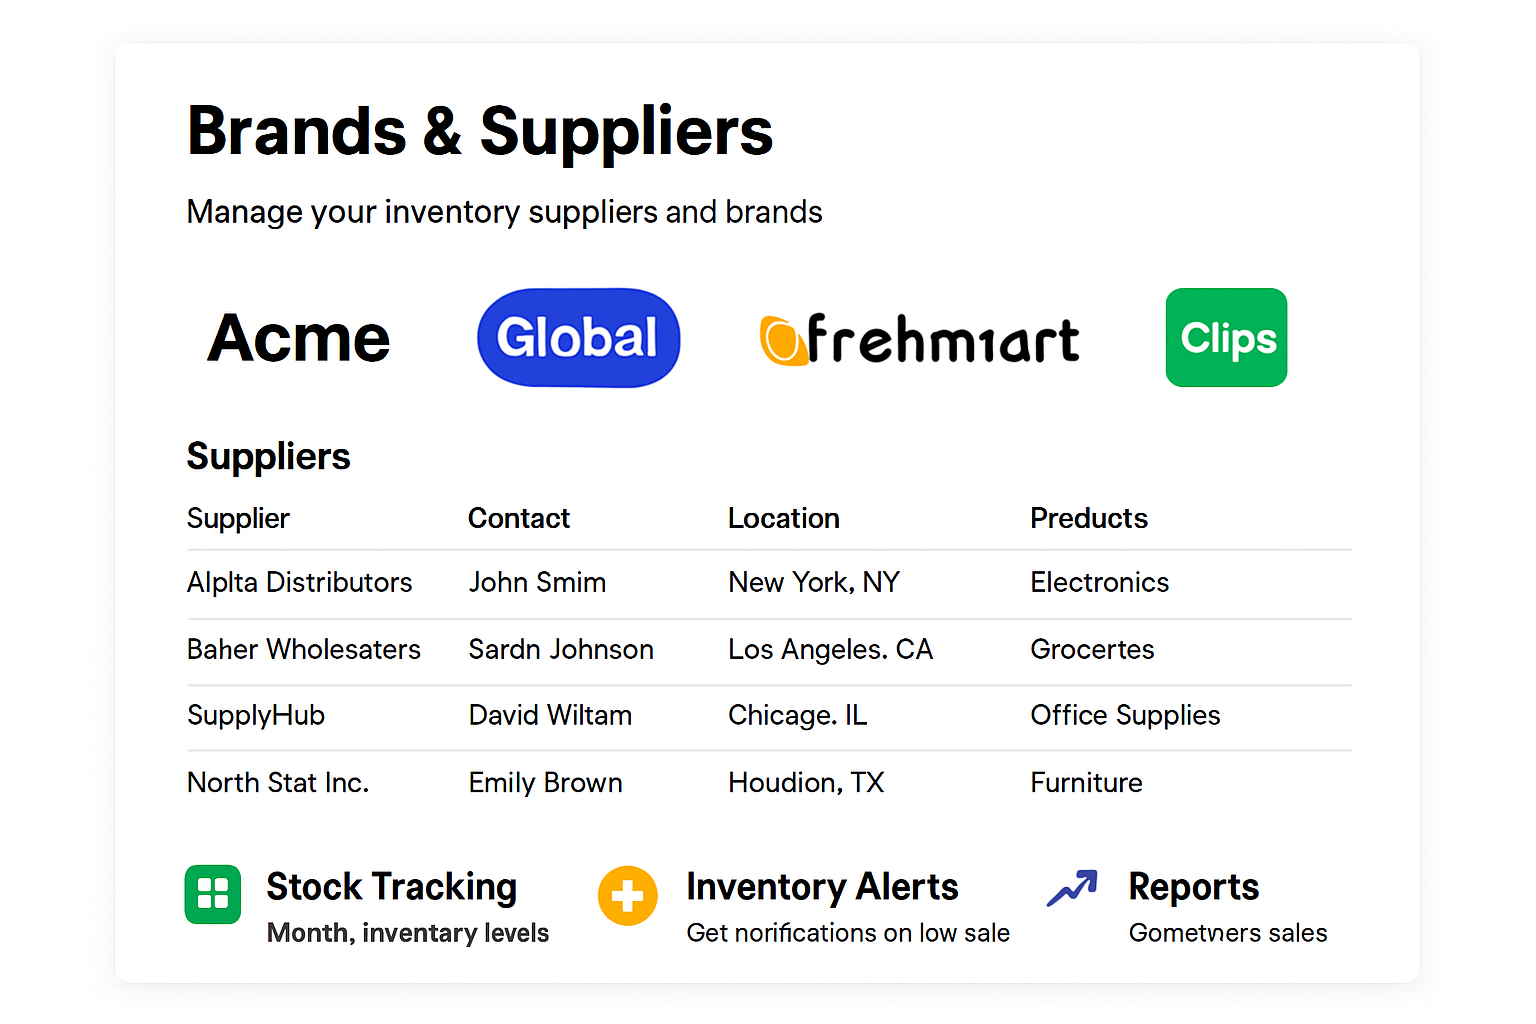 Brands & Suppliers
Manage your inventory suppliers and brands
Acme Global frehm1art Clips
Suppliers
Supplier Contact Location Preducts
Alplta Distributors John Smim New York, NY Electronics
Baher Wholesaters Sardn Johnson Los Angeles. CA Grocertes
SupplyHub David Wiltam Chicage. IL Office Supplies
North Stat Inc. Emily Brown Houdion, TX Furniture
Stock Tracking Inventory Alerts Reports
Month, inventary levels Get norifications on low sale Gometvners sales